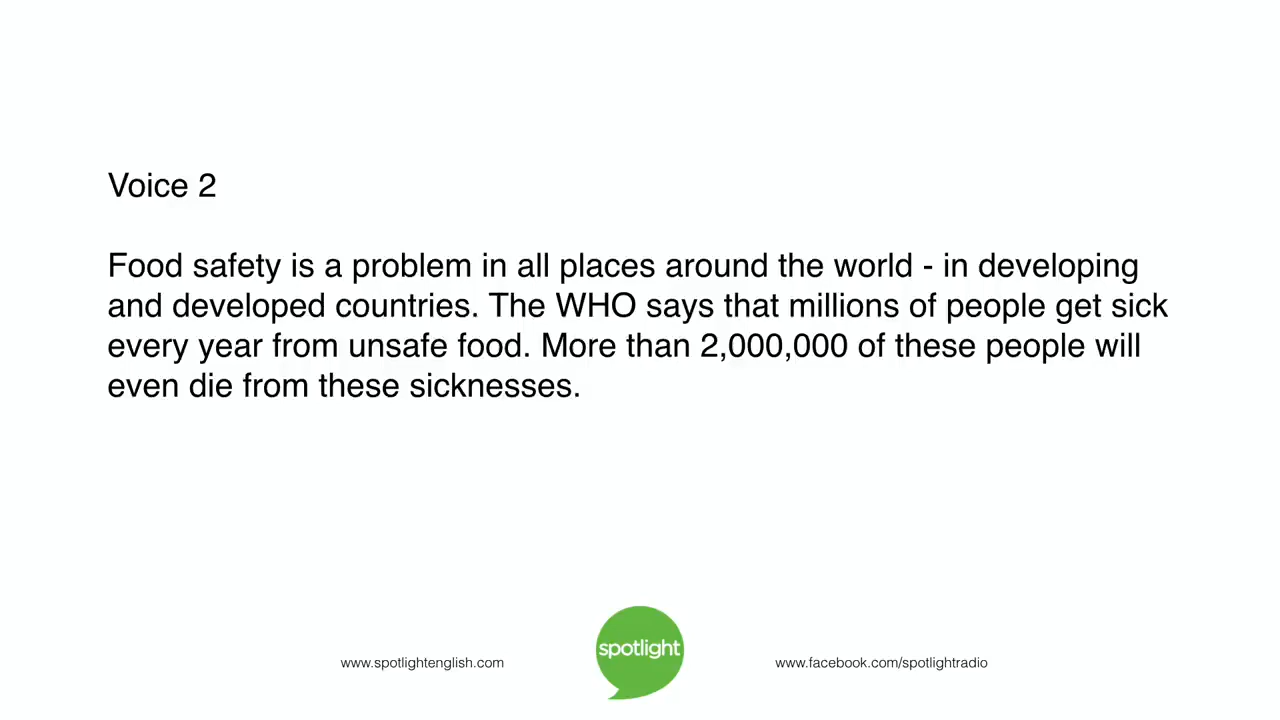 Voice 2
Food safety is a problem in all places around the world - in developing
and developed countries. The WHO says that millions of people get sick
every year from unsafe food. More than 2,000,000 of these people will
even die from these sicknesses.
spotlight
www.spotlightenglish.com
www.facebook.com/spotlightradio